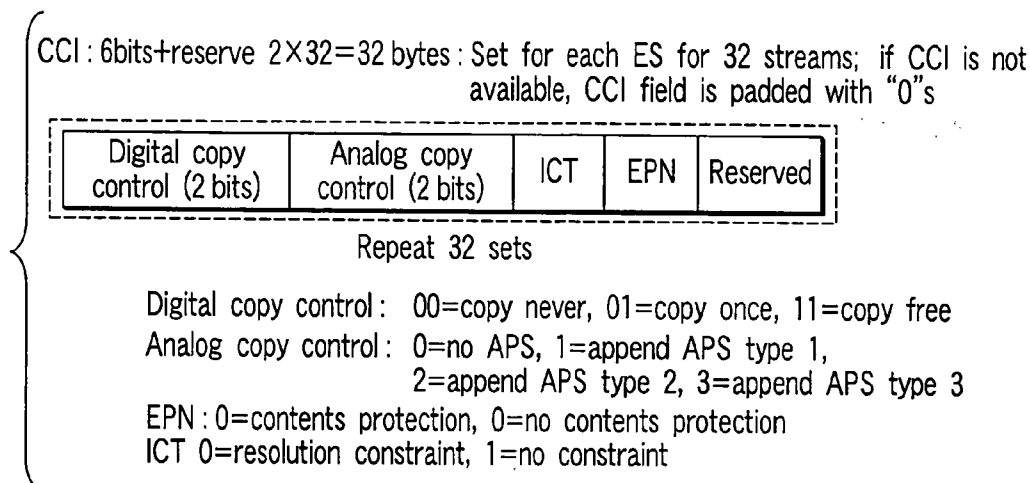 CCI : 6bits+reserve 2×32=32 bytes : Set for each ES for 32 streams; if CCI is not
available, CCI field is padded with “0”s
Digital copy
control (2 bits)
Analog copy
control (2 bits)
ICT
EPN
Reserved
Repeat 32 sets
Digital copy control : 00=copy never, 01=copy once, 11=copy free
Analog copy control : 0=no APS, 1=append APS type 1,
2=append APS type 2, 3=append APS type 3
EPN : 0=contents protection, 0=no contents protection
ICT 0=resolution constraint, 1=no constraint